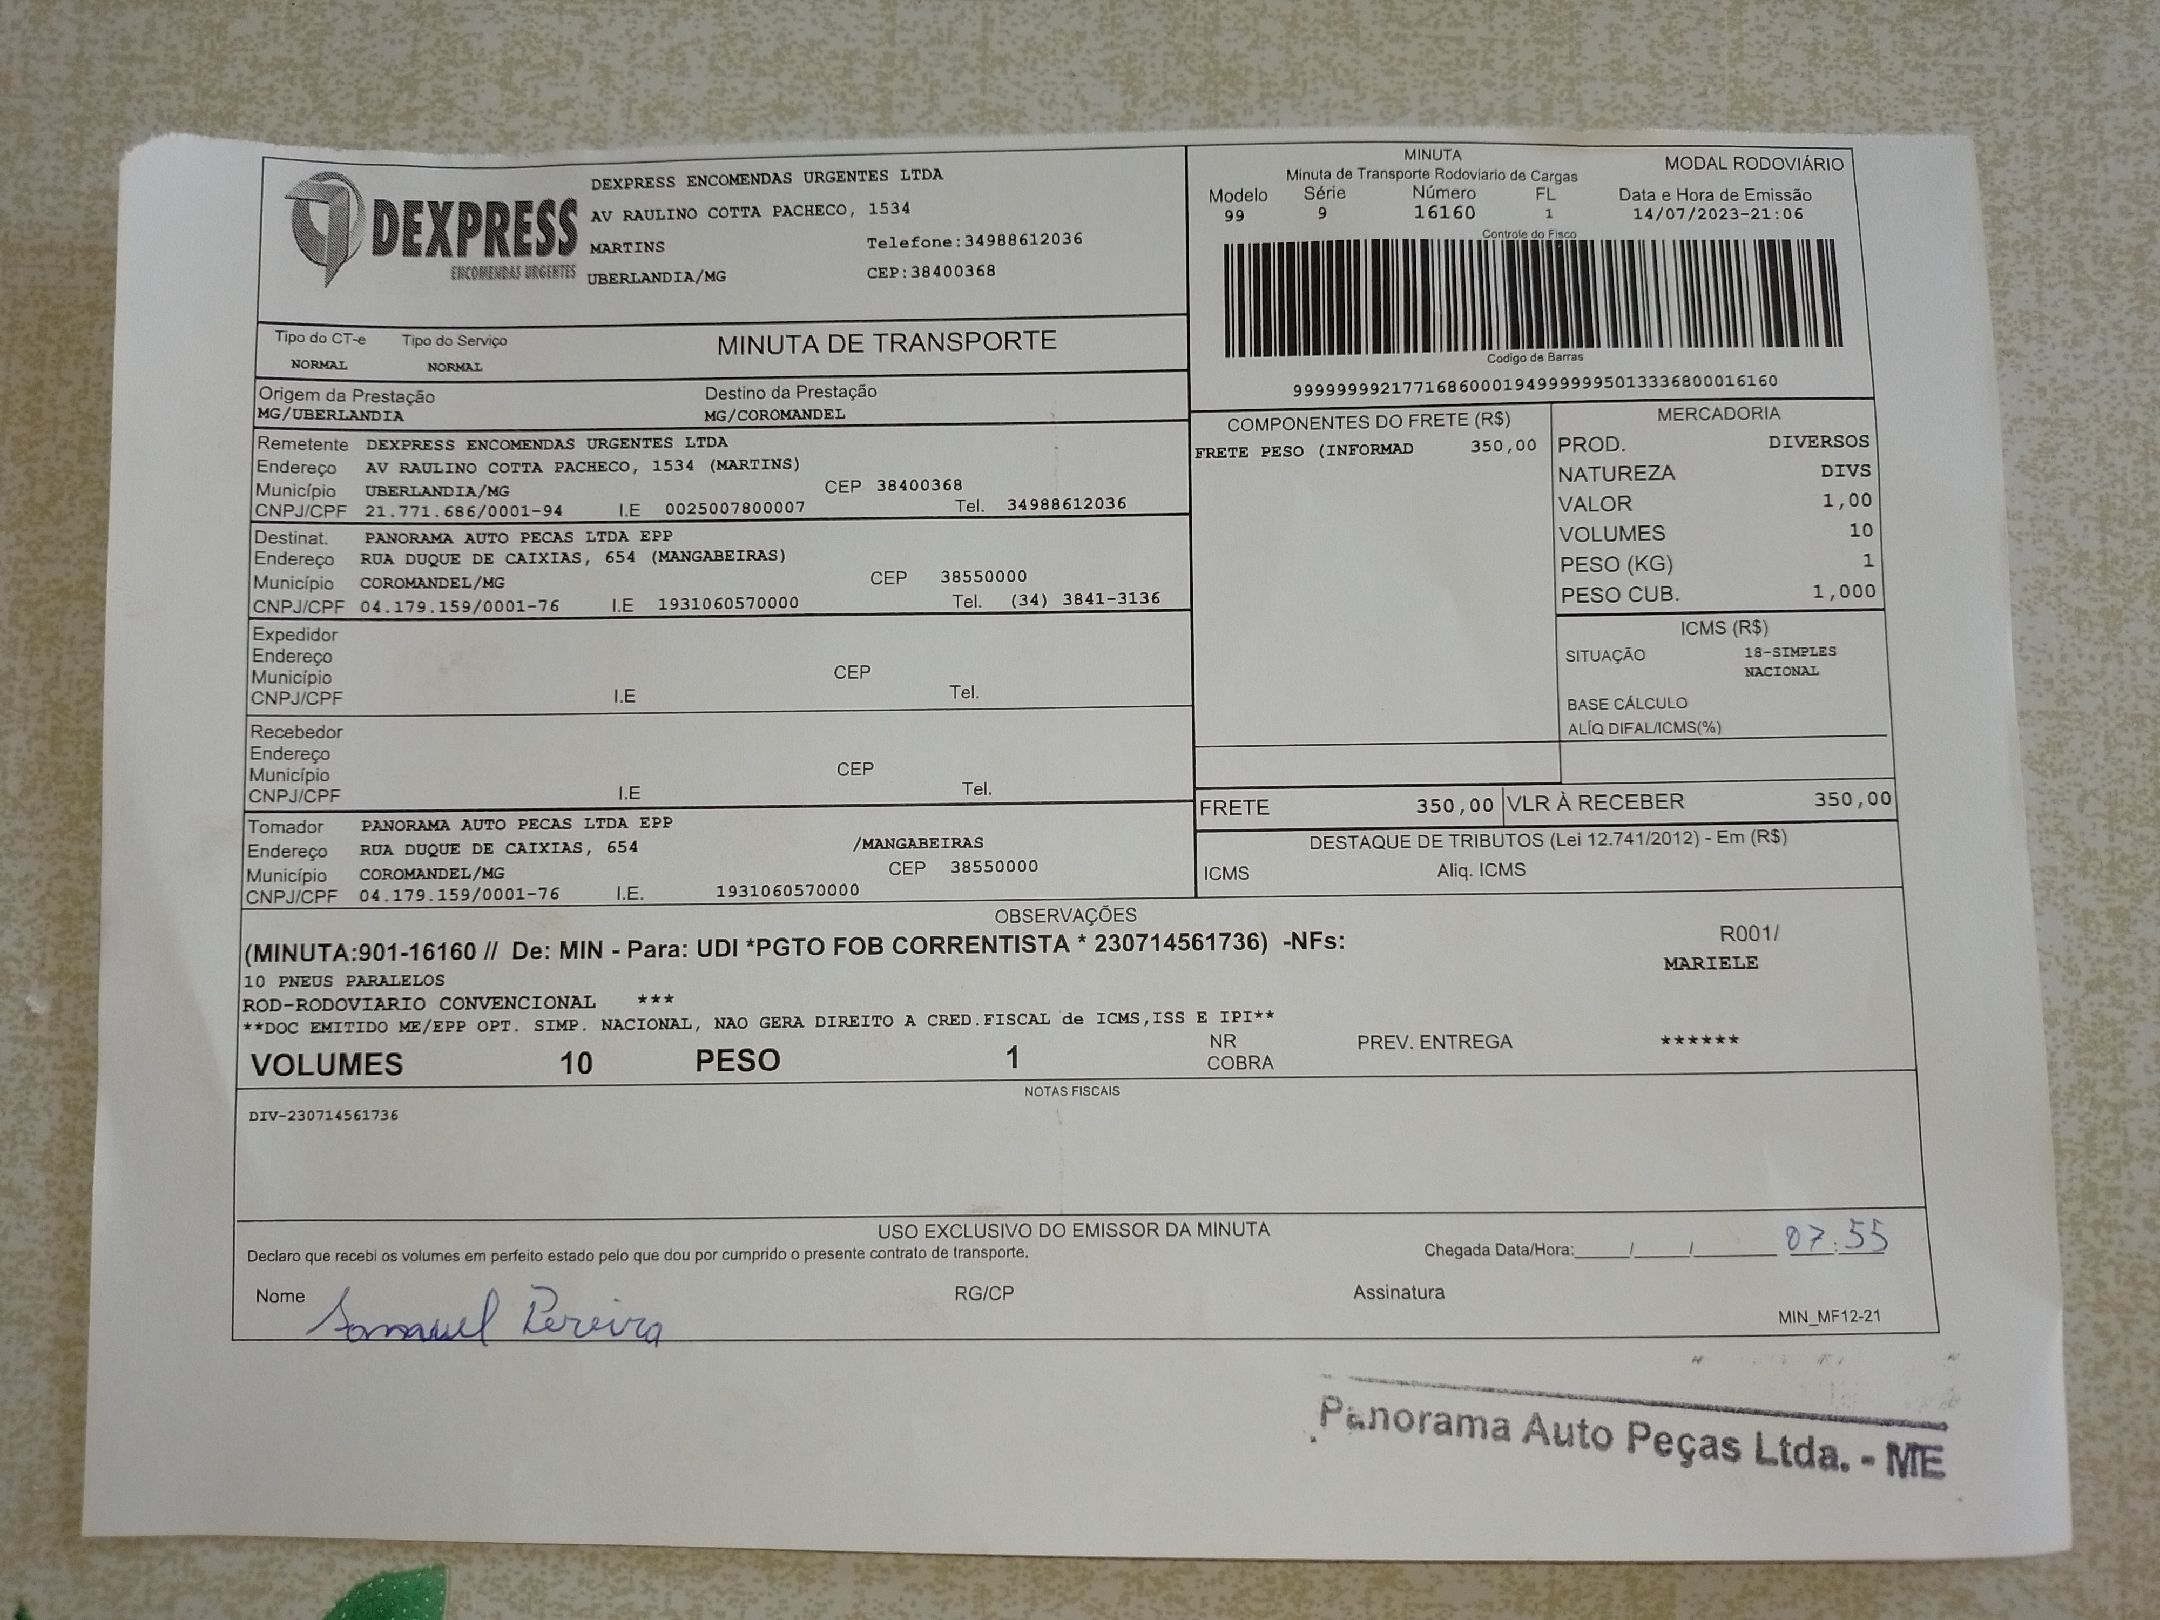 DEXPRESS
ENCOMENDAS URGENTES
DEXPRESS ENCOMENDAS URGENTES LTDA
AV RAULINO COTTA PACHECO, 1534
MARTINS Telefone:34988612036
UBERLANDIA/MG CEP:38400368
MINUTA
Minuta de Transporte Rodoviario de Cargas
MODAL RODOVIÁRIO
Modelo Série Número FL Data e Hora de Emissão
99 9 16160 1 14/07/2023-21:06
Controle do Fisco
Codigo de Barras
999999992177168600019499999995013336800016160
Tipo do CT-e Tipo do Serviço MINUTA DE TRANSPORTE
NORMAL NORMAL
Origem da Prestação Destino da Prestação
MG/UBERLANDIA MG/COROMANDEL
Remetente DEXPRESS ENCOMENDAS URGENTES LTDA
Endereço AV RAULINO COTTA PACHECO, 1534 (MARTINS)
Município UBERLANDIA/MG CEP 38400368
CNPJ/CPF 21.771.686/0001-94 I.E 0025007800007 Tel. 34988612036
Destinat. PANORAMA AUTO PECAS LTDA EPP
Endereço RUA DUQUE DE CAIXIAS, 654 (MANGABEIRAS)
Município COROMANDEL/MG CEP 38550000
CNPJ/CPF 04.179.159/0001-76 I.E 1931060570000 Tel. (34) 3841-3136
Expedidor
Endereço
Município CEP
CNPJ/CPF I.E Tel.
Recebedor
Endereço
Município CEP
CNPJ/CPF I.E Tel.
Tomador PANORAMA AUTO PECAS LTDA EPP
Endereço RUA DUQUE DE CAIXIAS, 654 /MANGABEIRAS
Município COROMANDEL/MG CEP 38550000
CNPJ/CPF 04.179.159/0001-76 I.E. 1931060570000
COMPONENTES DO FRETE (R$)
FRETE PESO (INFORMAD 350,00
MERCADORIA
PROD. DIVERSOS
NATUREZA DIVS
VALOR 1,00
VOLUMES 10
PESO (KG) 1
PESO CUB. 1,000
ICMS (R$)
SITUAÇÃO 18-SIMPLES
NACIONAL
BASE CÁLCULO
ALÍQ DIFAL/ICMS(%)
FRETE 350,00 VLR À RECEBER 350,00
DESTAQUE DE TRIBUTOS (Lei 12.741/2012) - Em (R$)
ICMS Aliq. ICMS
OBSERVAÇÕES
(MINUTA:901-16160 // De: MIN - Para: UDI *PGTO FOB CORRENTISTA * 230714561736) -NFs: R001/
MARIELE
10 PNEUS PARALELOS
ROD-RODOVIARIO CONVENCIONAL ***
**DOC EMITIDO ME/EPP OPT. SIMP. NACIONAL, NAO GERA DIREITO A CRED.FISCAL de ICMS,ISS E IPI**
VOLUMES 10 PESO 1 NR COBRA PREV. ENTREGA ******
NOTAS FISCAIS
DIV-230714561736
USO EXCLUSIVO DO EMISSOR DA MINUTA
Declaro que recebi os volumes em perfeito estado pelo que dou por cumprido o presente contrato de transporte. Chegada Data/Hora:____/____/______ 07:55
Nome Samuel Pereira RG/CP Assinatura
MIN_MF12-21
Panorama Auto Peças Ltda. - ME